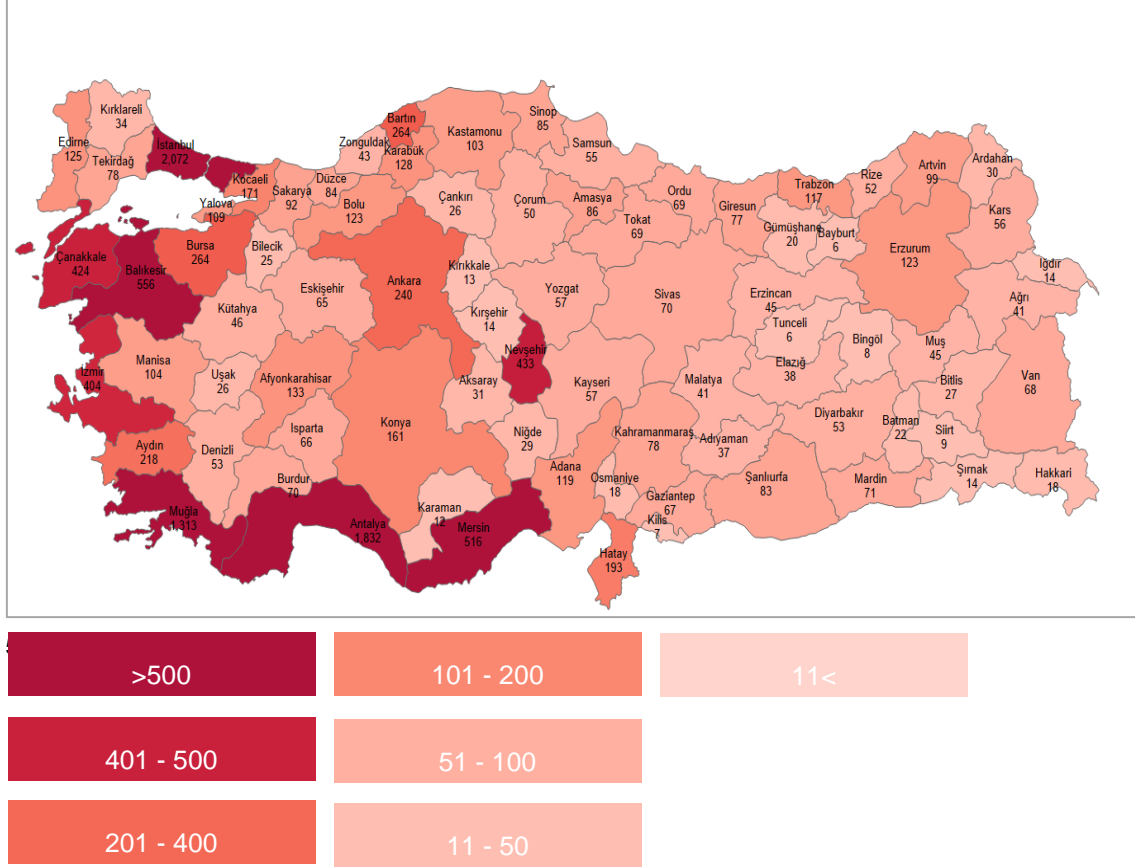 Kırklareli
34
Edirne
125
Tekirdağ
78
İstanbul
2,072
Kocaeli
171
Yalova
109
Sakarya
92
Düzce
84
Zonguldak
43
Bartın
264
Karabük
128
Kastamonu
103
Sinop
85
Samsun
55
Bolu
123
Çankırı
26
Çorum
50
Amasya
86
Tokat
69
Ordu
69
Giresun
77
Trabzon
117
Gümüşhane
20
Bayburt
6
Rize
52
Artvin
99
Ardahan
30
Kars
56
Erzurum
123
Iğdır
14
Ağrı
41
Çanakkale
424
Balıkesir
556
Bursa
264
Bilecik
25
Eskişehir
65
Kütahya
46
Ankara
240
Kırıkkale
13
Kırşehir
14
Yozgat
57
Sivas
70
Erzincan
45
Tunceli
6
Bingöl
8
Muş
45
Bitlis
27
Van
68
Elazığ
38
Malatya
41
Kayseri
57
Nevşehir
433
Aksaray
31
Niğde
29
Konya
161
Afyonkarahisar
133
Uşak
26
Manisa
104
İzmir
404
Aydın
218
Denizli
53
Isparta
66
Burdur
70
Muğla
1,313
Antalya
1,832
Karaman
12
Mersin
516
Adana
119
Osmaniye
18
Kahramanmaraş
78
Gaziantep
67
Kilis
7
Hatay
193
Adıyaman
37
Şanlıurfa
83
Diyarbakır
53
Mardin
71
Batman
22
Siirt
9
Şırnak
14
Hakkari
18
>500
101 - 200
11<
401 - 500
51 - 100
201 - 400
11 - 50